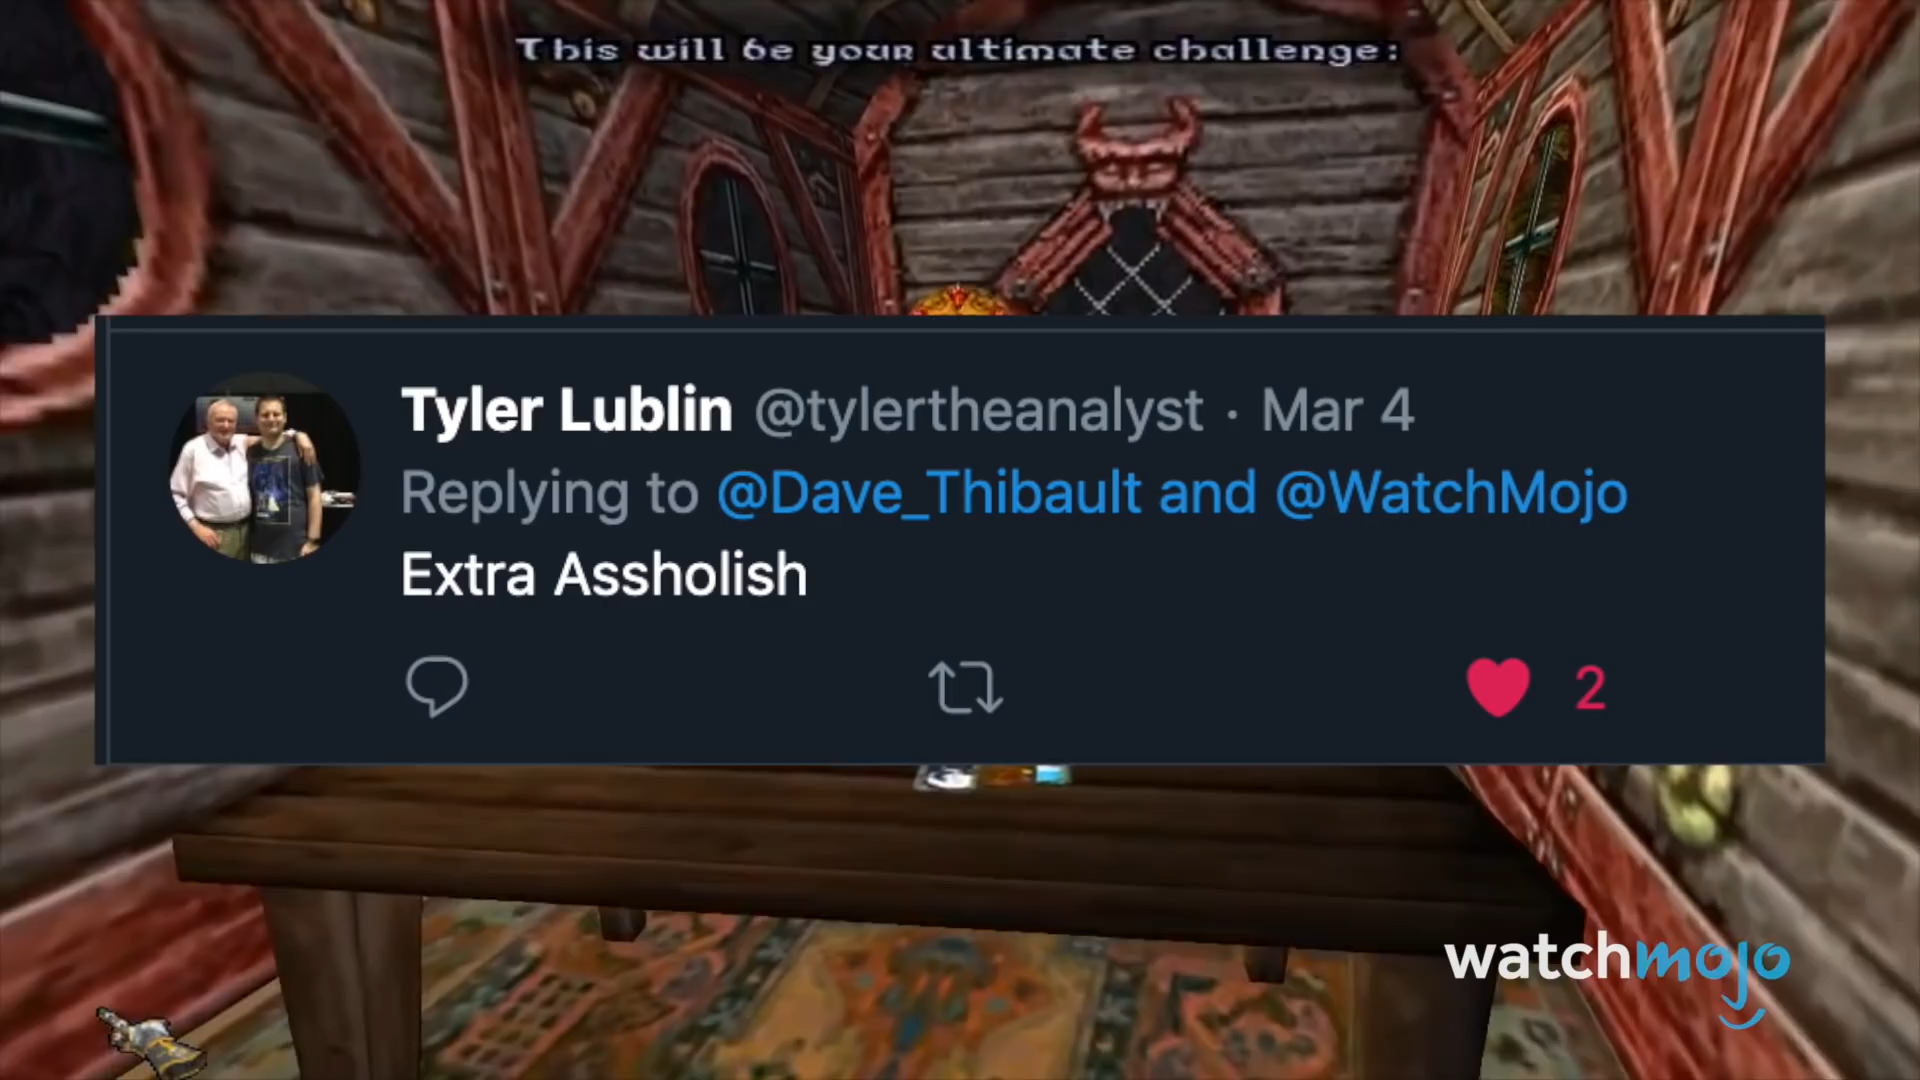 This will be your ultimate challenge:
Tyler Lublin @tylertheanalyst · Mar 4
Replying to @Dave_Thibault and @WatchMojo
Extra Assholish
2
watchmojo